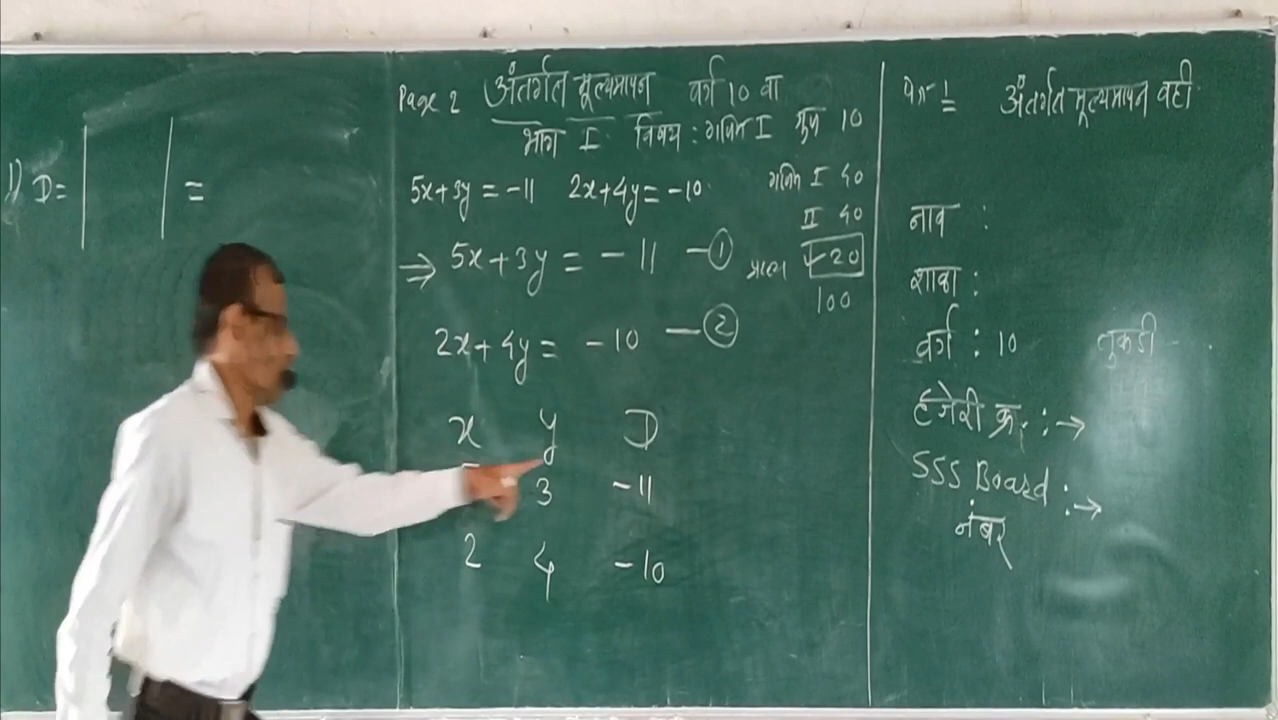 1) D= | | =
Page 2 अंतर्गत मूल्यमापन वर्ग 10 वा
भाग I विषय : गणित I गुण 10
5x+3y = -11 2x+4y = -10
गणित I 40
II 40
20
100
⇒ 5x+3y = -11 —①
2x+4y = -10 —②
x y D
3 -11
2 4 -10
पेज 1 अंतर्गत मूल्यमापन वही
नाव :
शाळा :
वर्ग : 10 तुकडी
हजेरी क्र. : →
SSS Board : →
नंबर